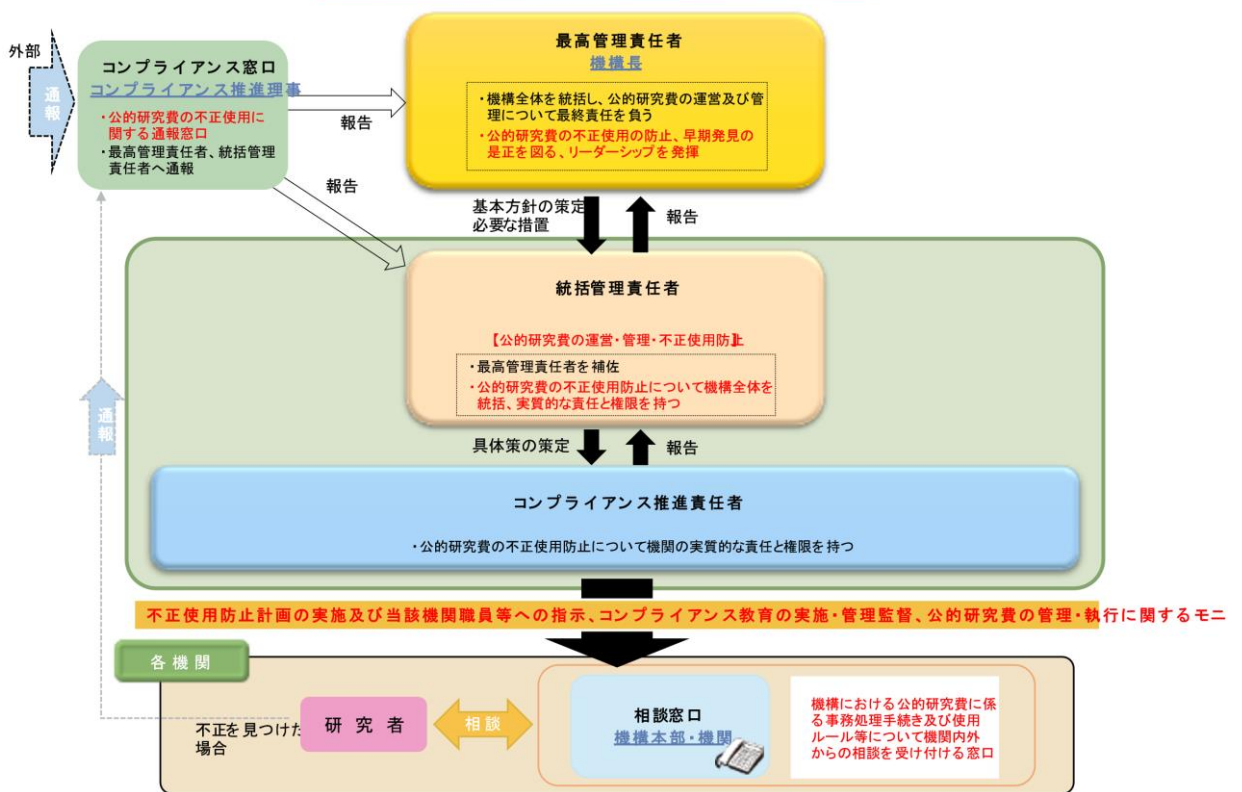 外部
通報
コンプライアンス窓口
コンプライアンス推進理事
・公的研究費の不正使用に
関する通報窓口
・最高管理責任者、統括管理
責任者へ通報
報告
報告
最高管理責任者
機構長
・機構全体を統括し、公的研究費の運営及び管
理について最終責任を負う
・公的研究費の不正使用の防止、早期発見の
是正を図る、リーダーシップを発揮
基本方針の策定
必要な措置
報告
統括管理責任者
【公的研究費の運営・管理・不正使用防止】
・最高管理責任者を補佐
・公的研究費の不正使用防止について機構全体を
統括、実質的な責任と権限を持つ
通報
具体策の策定
報告
コンプライアンス推進責任者
・公的研究費の不正使用防止について機関の実質的な責任と権限を持つ
不正使用防止計画の実施及び当該機関職員等への指示、コンプライアンス教育の実施・管理監督、公的研究費の管理・執行に関するモニ
各機関
不正を見つけた
場合
研究者
相談
相談窓口
機構本部・機関
機構における公的研究費に係
る事務処理手続き及び使用
ルール等について機関内外
からの相談を受け付ける窓口